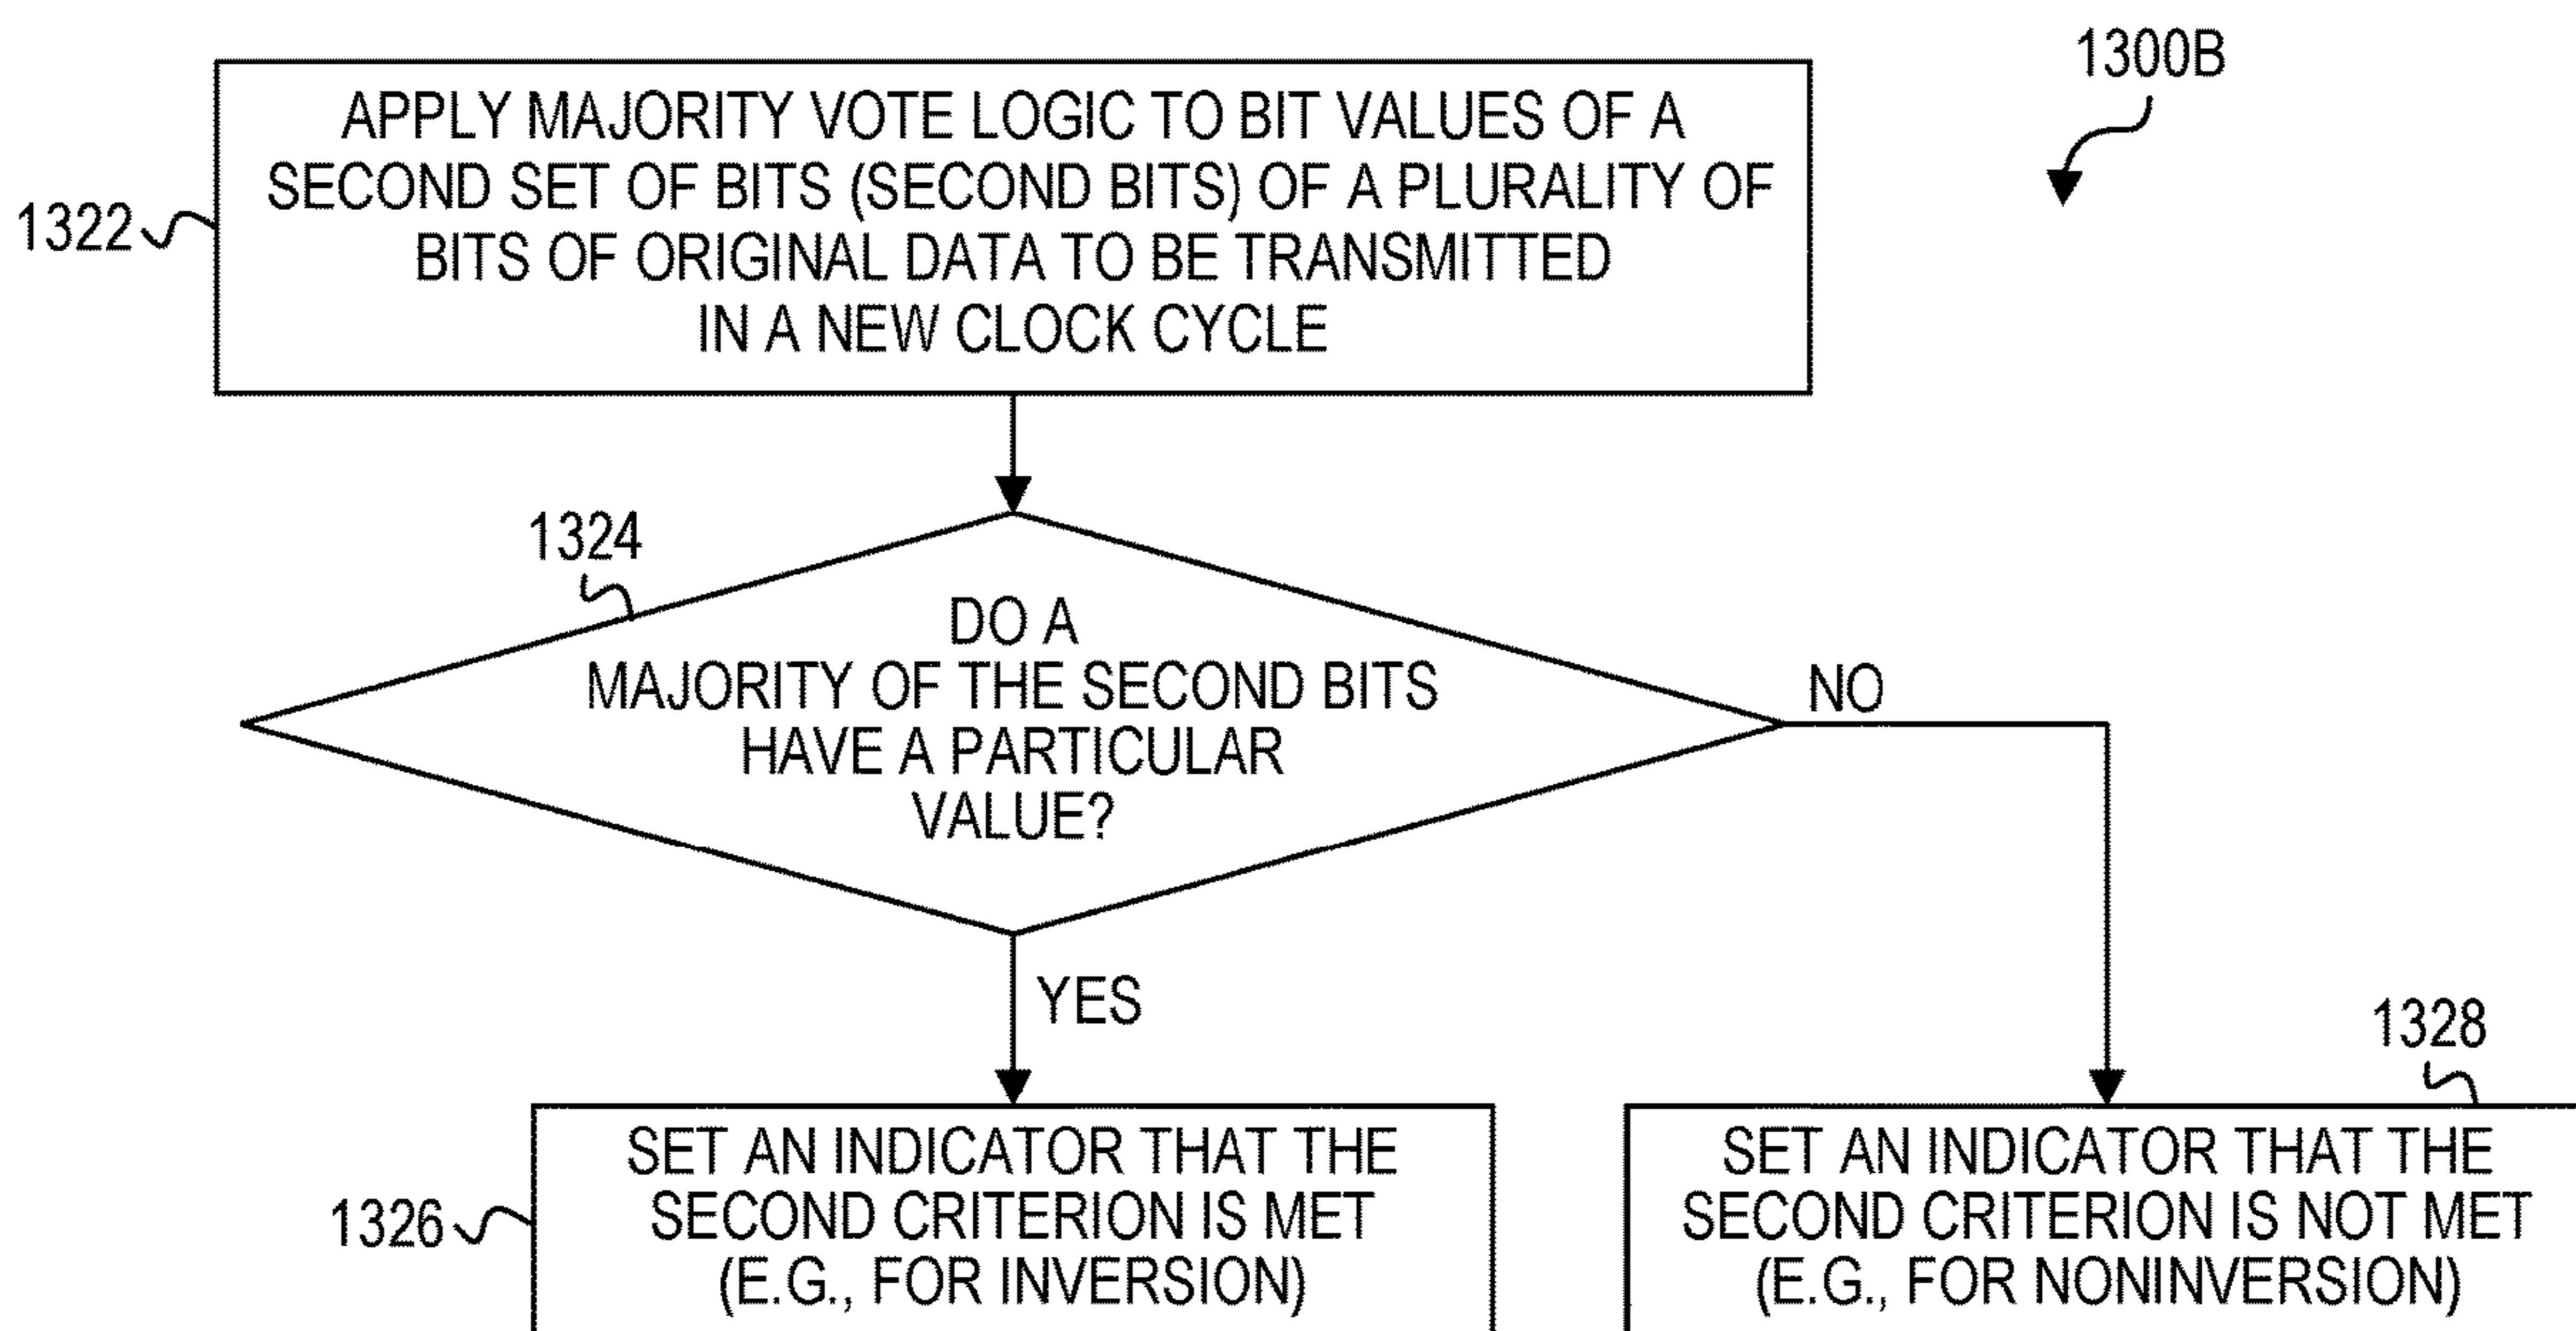 1300B
APPLY MAJORITY VOTE LOGIC TO BIT VALUES OF A
SECOND SET OF BITS (SECOND BITS) OF A PLURALITY OF
BITS OF ORIGINAL DATA TO BE TRANSMITTED
IN A NEW CLOCK CYCLE
1322
1324
DO A
MAJORITY OF THE SECOND BITS
HAVE A PARTICULAR
VALUE?
NO
YES
1328
SET AN INDICATOR THAT THE
SECOND CRITERION IS MET
(E.G., FOR INVERSION)
1326
SET AN INDICATOR THAT THE
SECOND CRITERION IS NOT MET
(E.G., FOR NONINVERSION)